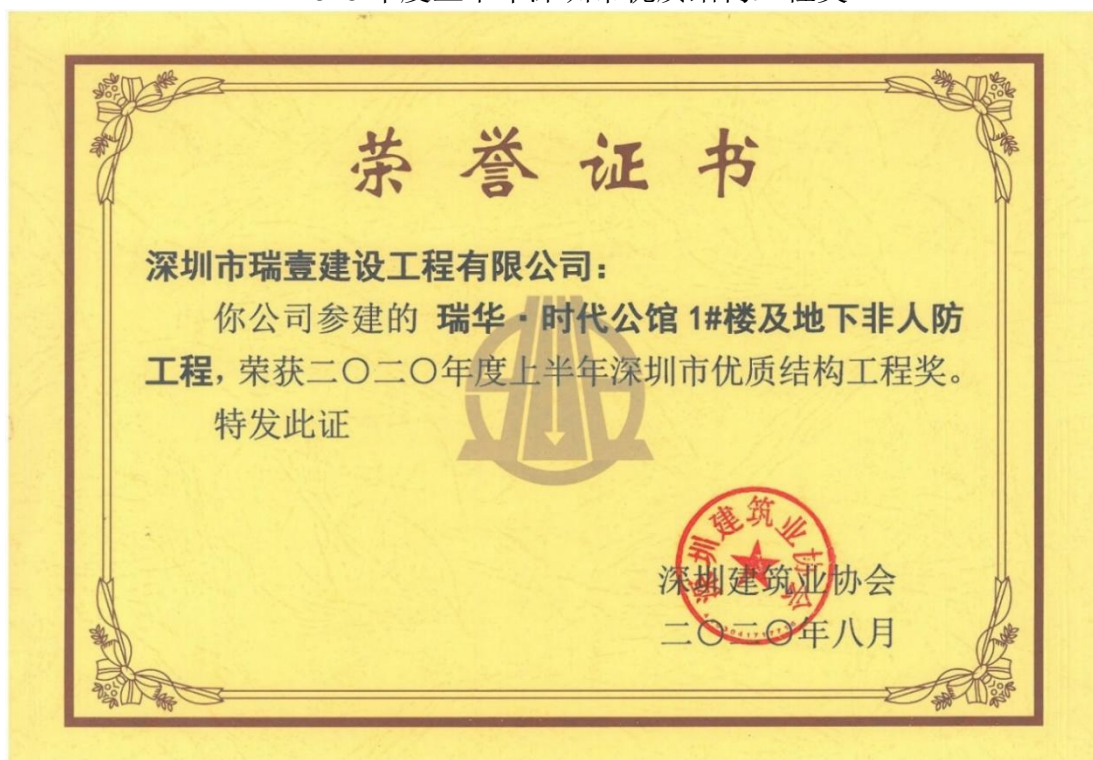 荣誉证书
深圳市瑞壹建设工程有限公司：
你公司参建的 瑞华·时代公馆 1#楼及地下非人防
工程，荣获二〇二〇年度上半年深圳市优质结构工程奖。
特发此证
深圳建筑业协会
深圳建筑业协会
二〇二〇年八月